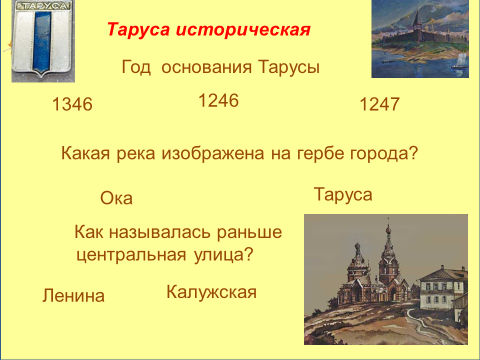 ТАРУСА
Таруса историческая
Год основания Тарусы
1346 1246 1247
Какая река изображена на гербе города?
Ока Таруса
Как называлась раньше
центральная улица?
Ленина Калужская